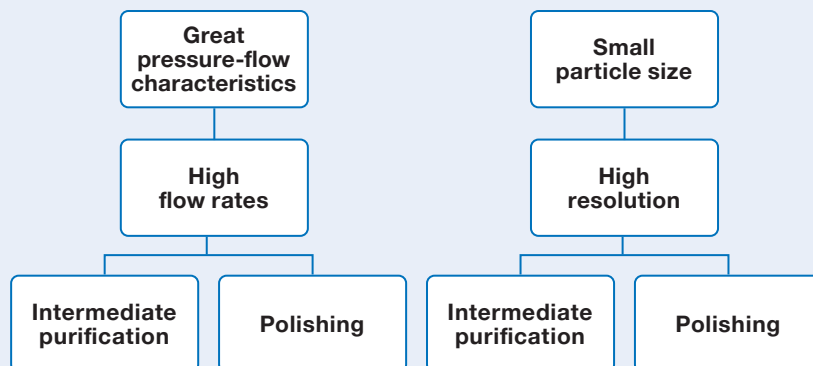 Great
pressure-flow
characteristics
Small
particle size
High
flow rates
High
resolution
Intermediate
purification
Polishing
Intermediate
purification
Polishing